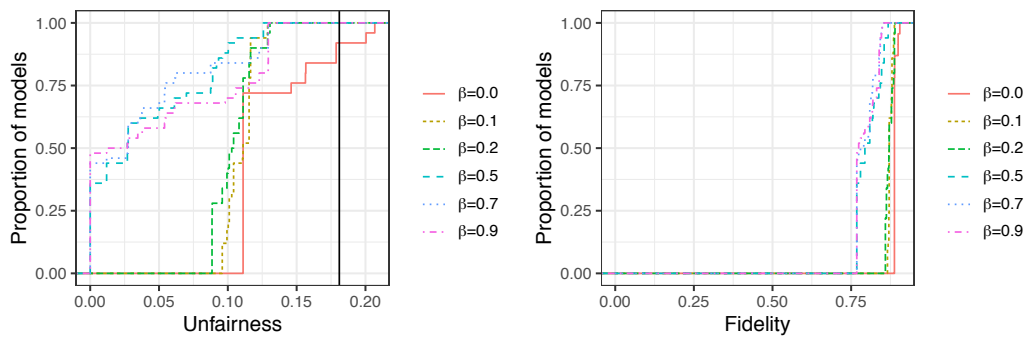 1.00
0.75
0.50
0.25
0.00
Proportion of models
0.00 0.05 0.10 0.15 0.20
Unfairness
β=0.0
β=0.1
β=0.2
β=0.5
β=0.7
β=0.9
1.00
0.75
0.50
0.25
0.00
Proportion of models
0.00 0.25 0.50 0.75
Fidelity
β=0.0
β=0.1
β=0.2
β=0.5
β=0.7
β=0.9